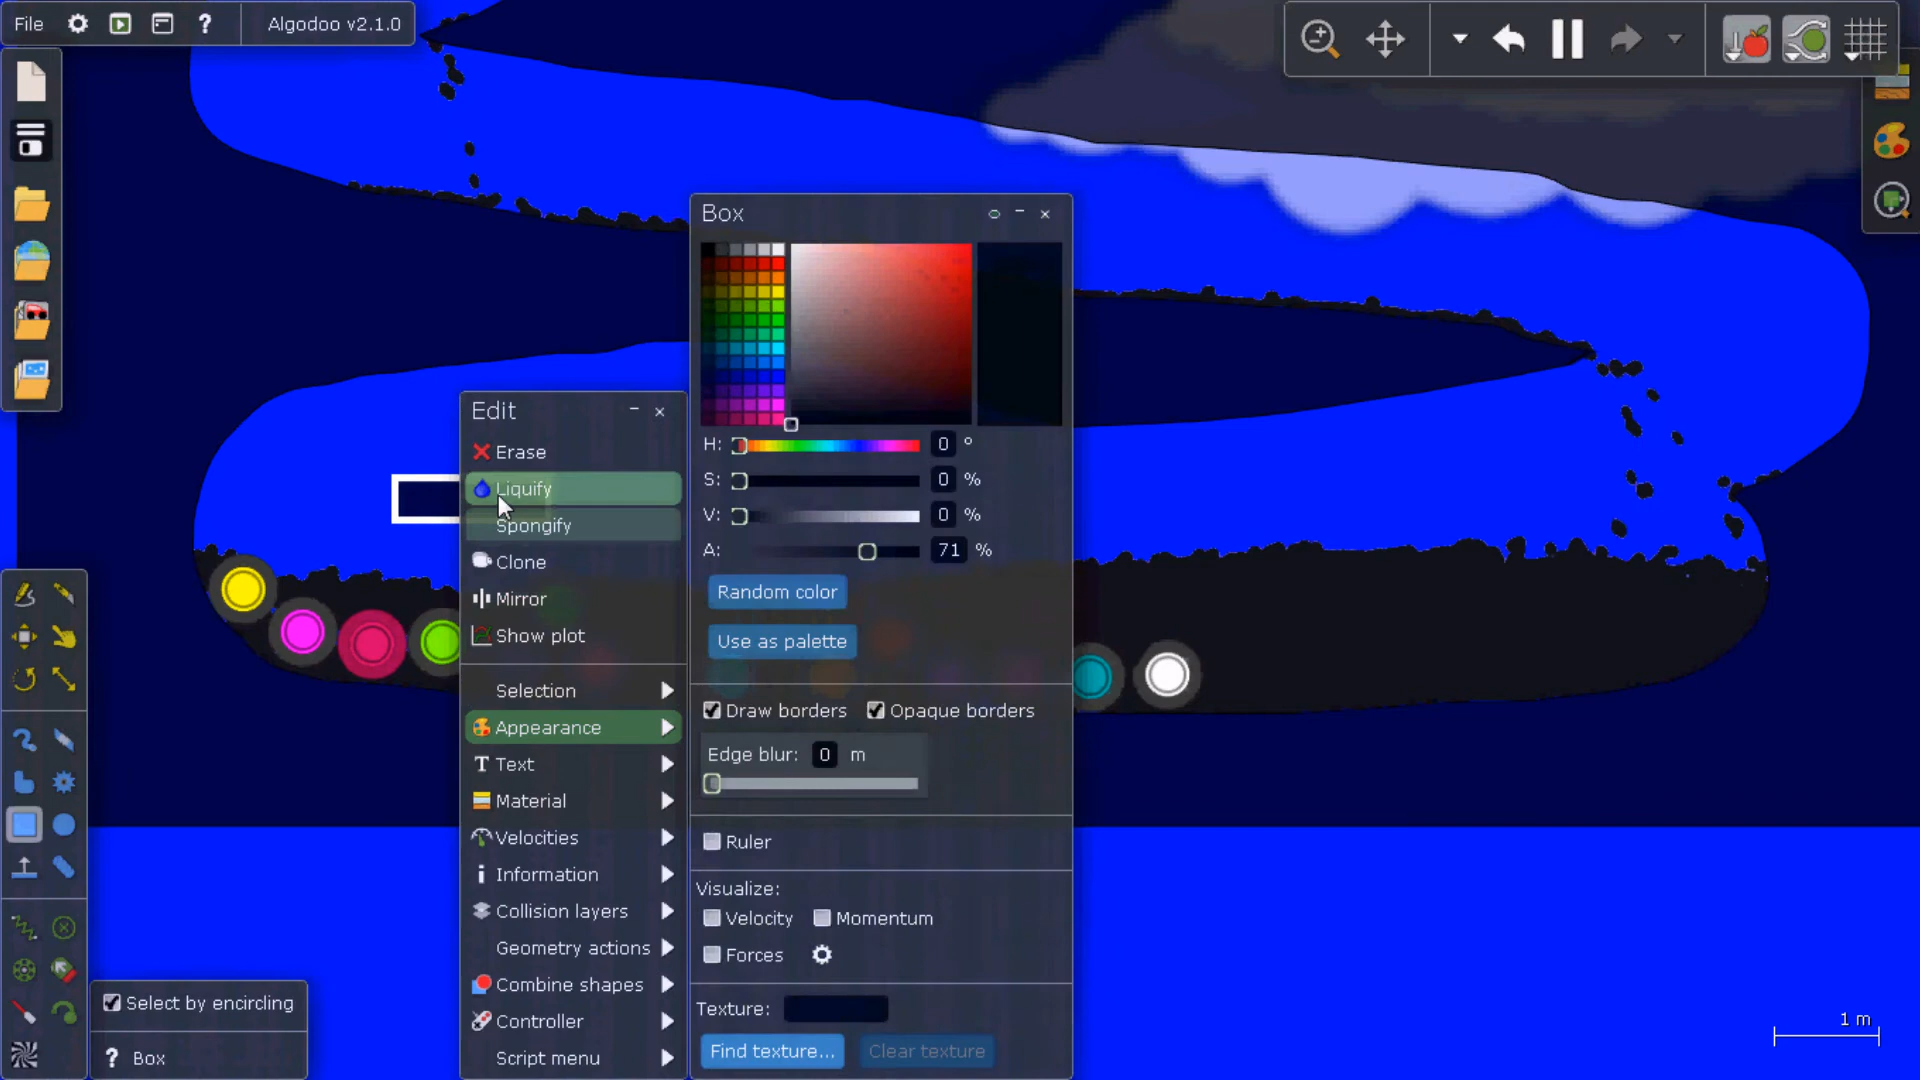 File
?
Algodoo v2.1.0
Box
Edit
Erase
Liquify
Spongify
Clone
Mirror
Show plot
Selection
Appearance
Text
Material
Velocities
Information
Collision layers
Geometry actions
Combine shapes
Controller
Script menu
H: 0 °
S: 0 %
V: 0 %
A: 71 %
Random color
Use as palette
Draw borders
Opaque borders
Edge blur: 0 m
Ruler
Visualize:
Velocity
Momentum
Forces
Texture:
Find texture...
Clear texture
Select by encircling
? Box
1 m